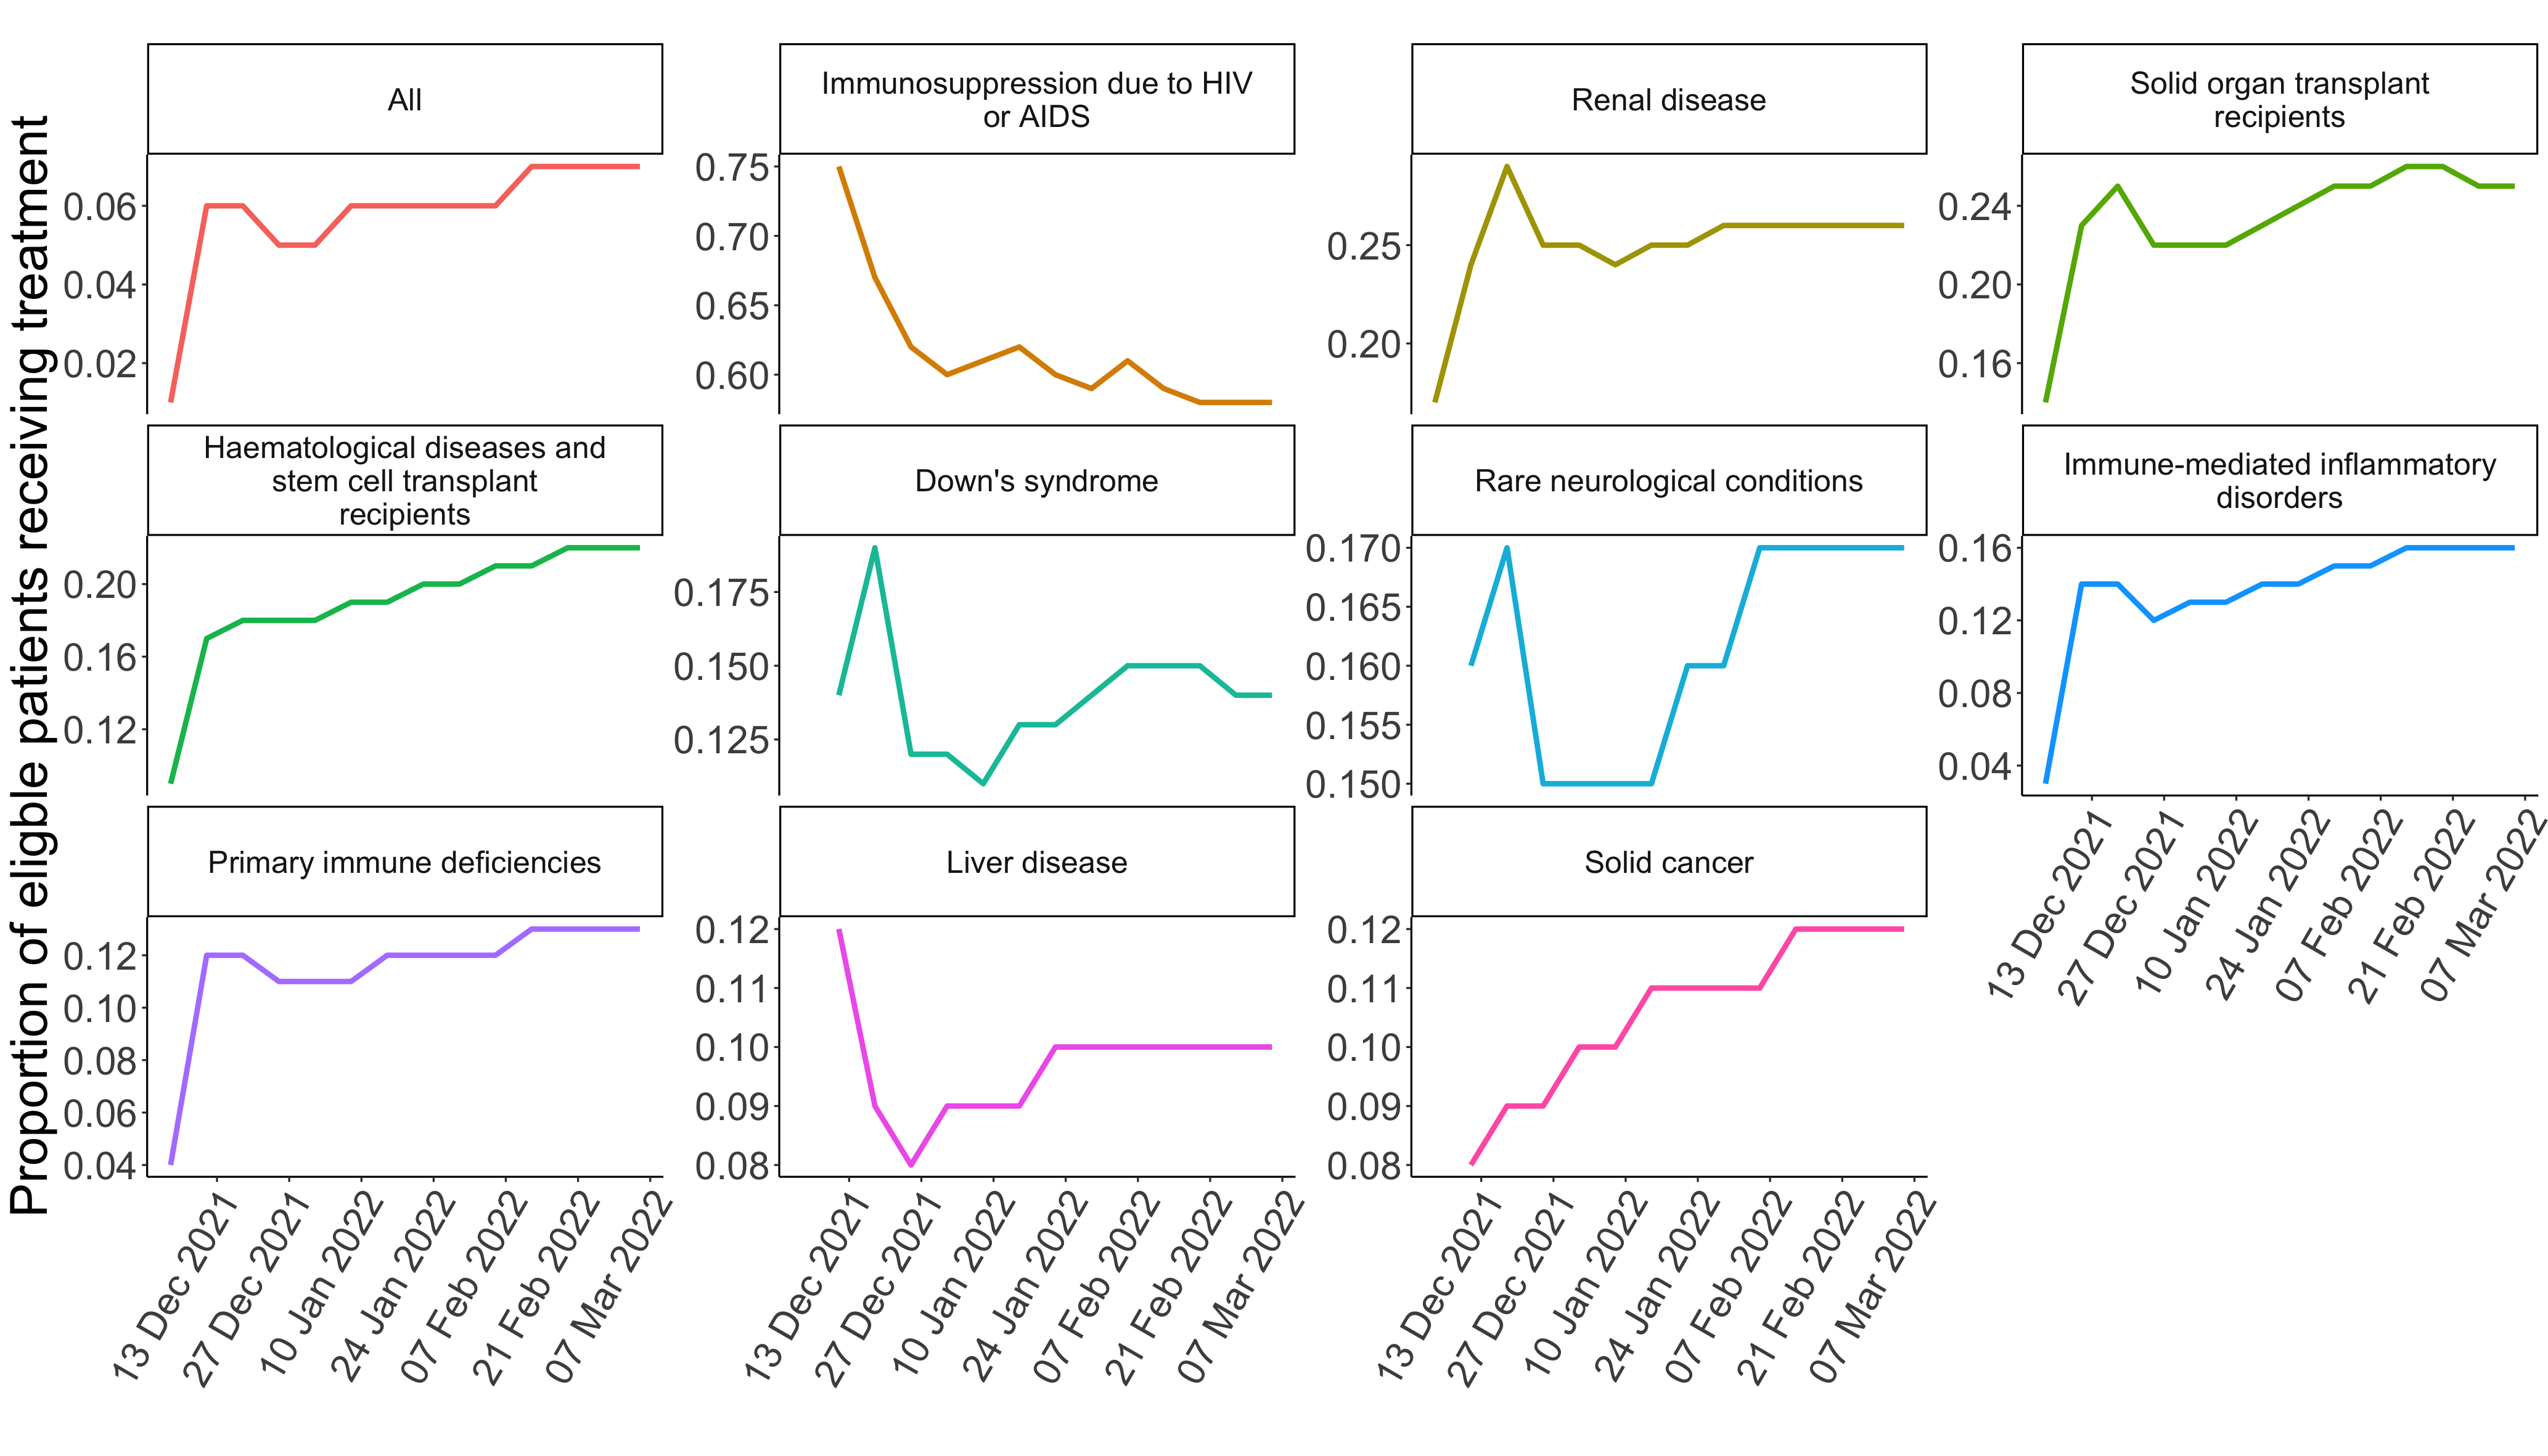 Proportion of eligble patients receiving treatment
All
0.06
0.04
0.02
Immunosuppression due to HIV
or AIDS
0.75
0.70
0.65
0.60
Renal disease
0.25
0.20
Solid organ transplant
recipients
0.24
0.20
0.16
Haematological diseases and
stem cell transplant
recipients
0.20
0.16
0.12
Down's syndrome
0.175
0.150
0.125
Rare neurological conditions
0.170
0.165
0.160
0.155
0.150
Immune-mediated inflammatory
disorders
0.16
0.12
0.08
0.04
13 Dec 2021
27 Dec 2021
10 Jan 2022
24 Jan 2022
07 Feb 2022
21 Feb 2022
07 Mar 2022
Primary immune deficiencies
0.12
0.10
0.08
0.06
0.04
13 Dec 2021
27 Dec 2021
10 Jan 2022
24 Jan 2022
07 Feb 2022
21 Feb 2022
07 Mar 2022
Liver disease
0.12
0.11
0.10
0.09
0.08
13 Dec 2021
27 Dec 2021
10 Jan 2022
24 Jan 2022
07 Feb 2022
21 Feb 2022
07 Mar 2022
Solid cancer
0.12
0.11
0.10
0.09
0.08
13 Dec 2021
27 Dec 2021
10 Jan 2022
24 Jan 2022
07 Feb 2022
21 Feb 2022
07 Mar 2022